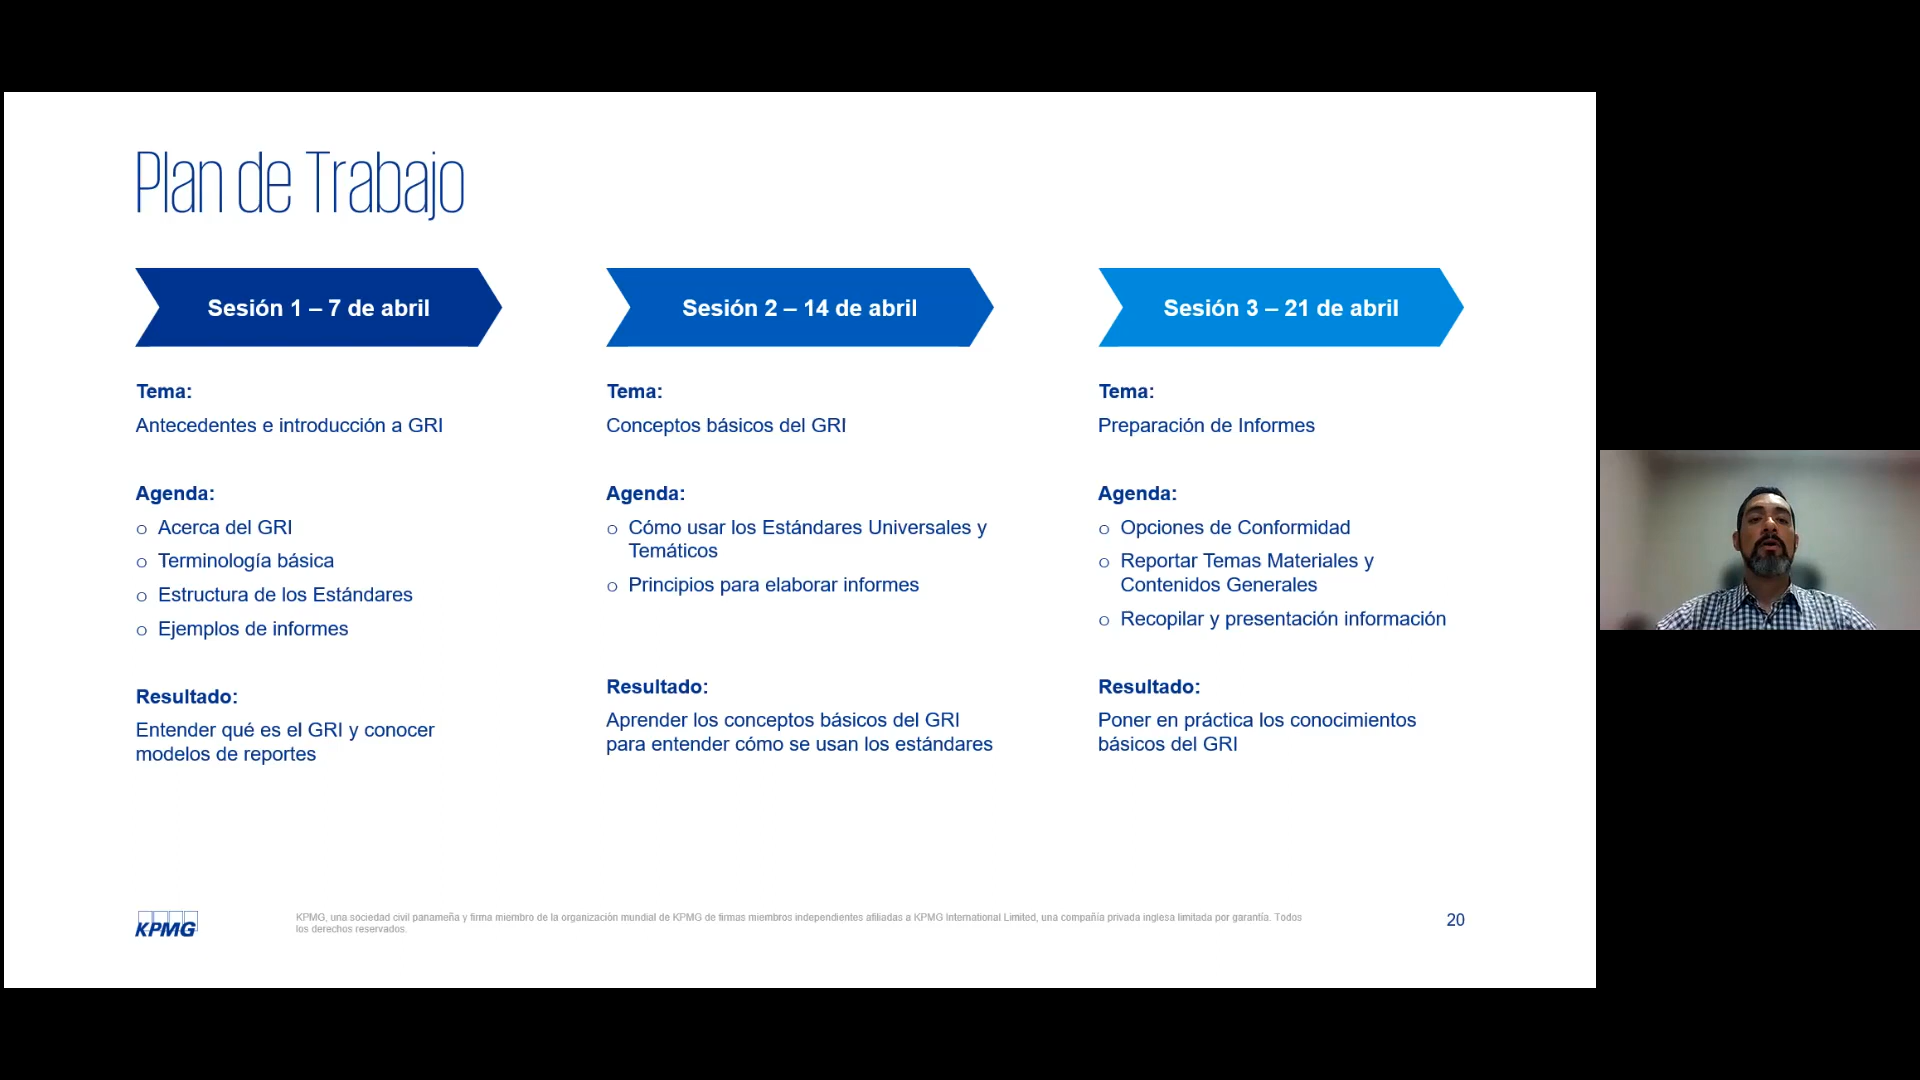 Plan de Trabajo
Sesión 1 – 7 de abril
Tema:
Antecedentes e introducción a GRI
Agenda:
o Acerca del GRI
o Terminología básica
o Estructura de los Estándares
o Ejemplos de informes
Resultado:
Entender qué es el GRI y conocer
modelos de reportes
Sesión 2 – 14 de abril
Tema:
Conceptos básicos del GRI
Agenda:
o Cómo usar los Estándares Universales y
Temáticos
o Principios para elaborar informes
Resultado:
Aprender los conceptos básicos del GRI
para entender cómo se usan los estándares
Sesión 3 – 21 de abril
Tema:
Preparación de Informes
Agenda:
o Opciones de Conformidad
o Reportar Temas Materiales y
Contenidos Generales
o Recopilar y presentación información
Resultado:
Poner en práctica los conocimientos
básicos del GRI
KPMG
KPMG, una sociedad civil panameña y firma miembro de la organización mundial de KPMG de firmas miembros independientes afiliadas a KPMG International Limited, una compañía privada inglesa limitada por garantía. Todos
los derechos reservados.
20